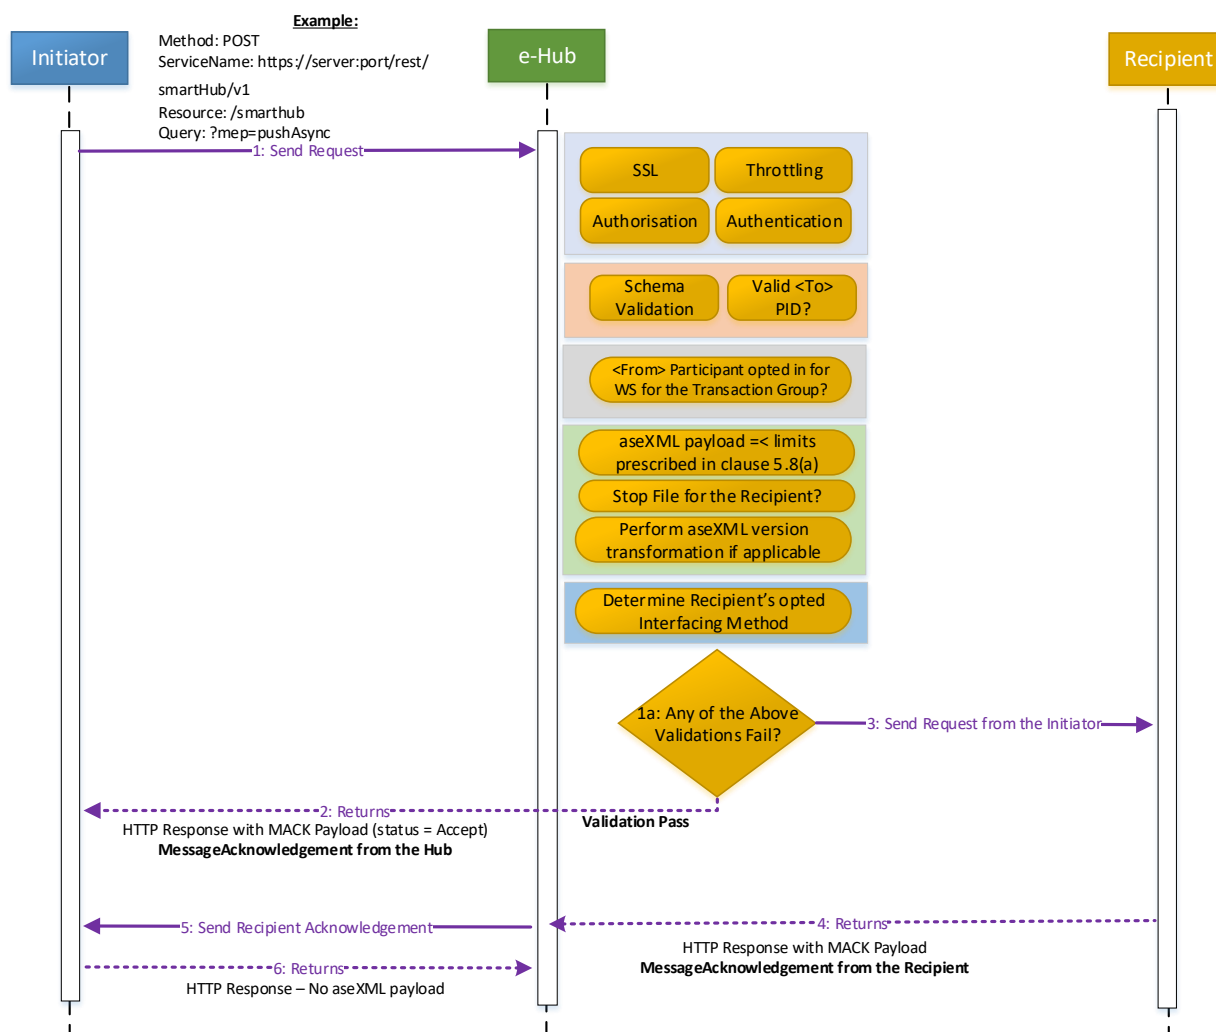 Example:
Initiator
Method: POST
ServiceName: https://server:port/rest/
smartHub/v1
Resource: /smarthub
Query: ?mep=pushAsync
e-Hub
Recipient
1: Send Request
SSL
Throttling
Authorisation
Authentication
Schema
Validation
Valid <To>
PID?
<From> Participant opted in for
WS for the Transaction Group?
aseXML payload =< limits
prescribed in clause 5.8(a)
Stop File for the Recipient?
Perform aseXML version
transformation if applicable
Determine Recipient's opted
Interfacing Method
1a: Any of the Above
Validations Fail?
3: Send Request from the Initiator
2: Returns
HTTP Response with MACK Payload (status = Accept)
MessageAcknowledgement from the Hub
Validation Pass
5: Send Recipient Acknowledgement
4: Returns
HTTP Response with MACK Payload
MessageAcknowledgement from the Recipient
6: Returns
HTTP Response – No aseXML payload